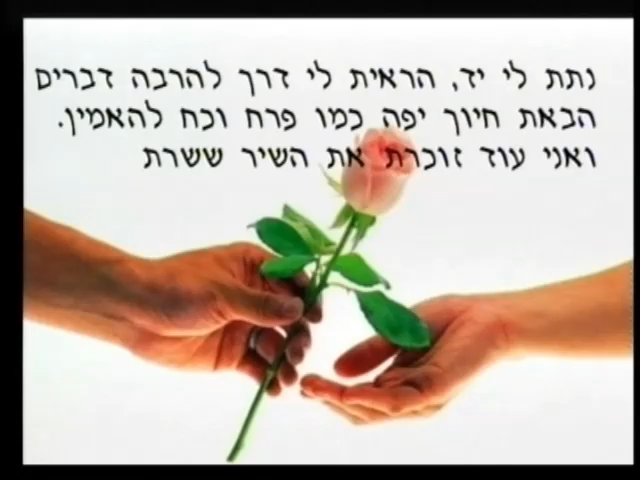 נתת לי יד, הראית לי דרך להרבה דברים
הבאת חיוך יפה כמו פרח וכח להאמין.
ואני עוד זוכרת את השיר ששרת